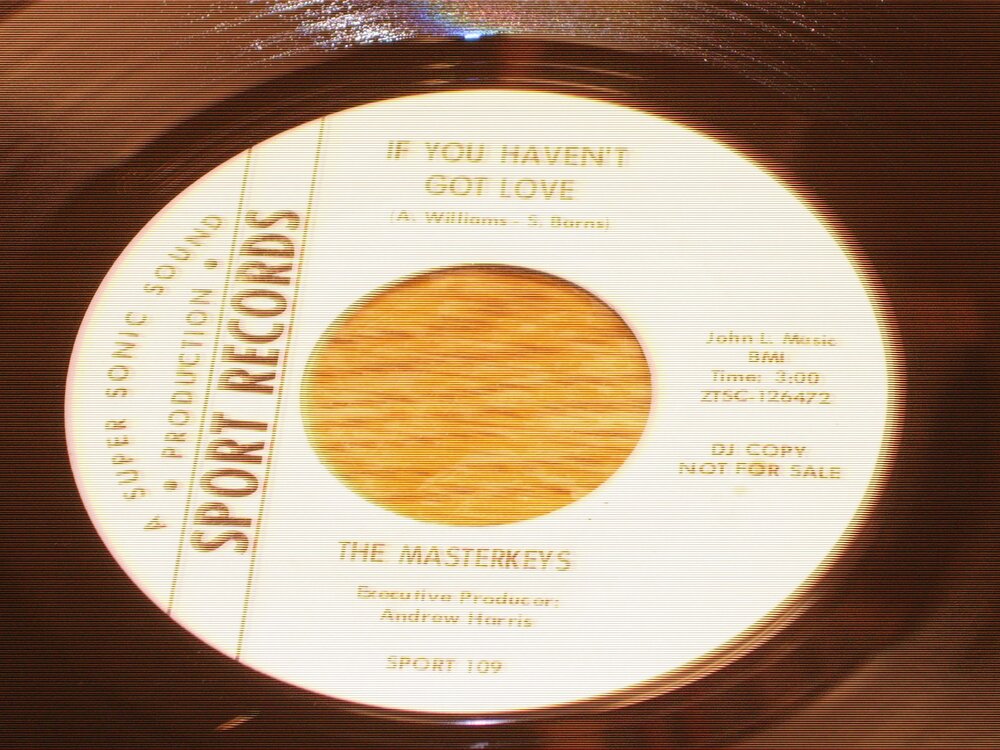 IF YOU HAVEN'T
GOT LOVE
(A. Williams - S. Barns)
A SUPER SONIC SOUND
• PRODUCTION •
SPORT RECORDS
John L. Music
BMI
Time: 3:00
ZTSC-126472
DJ COPY
NOT FOR SALE
THE MASTERKEYS
Executive Producer:
Andrew Harris
SPORT 109